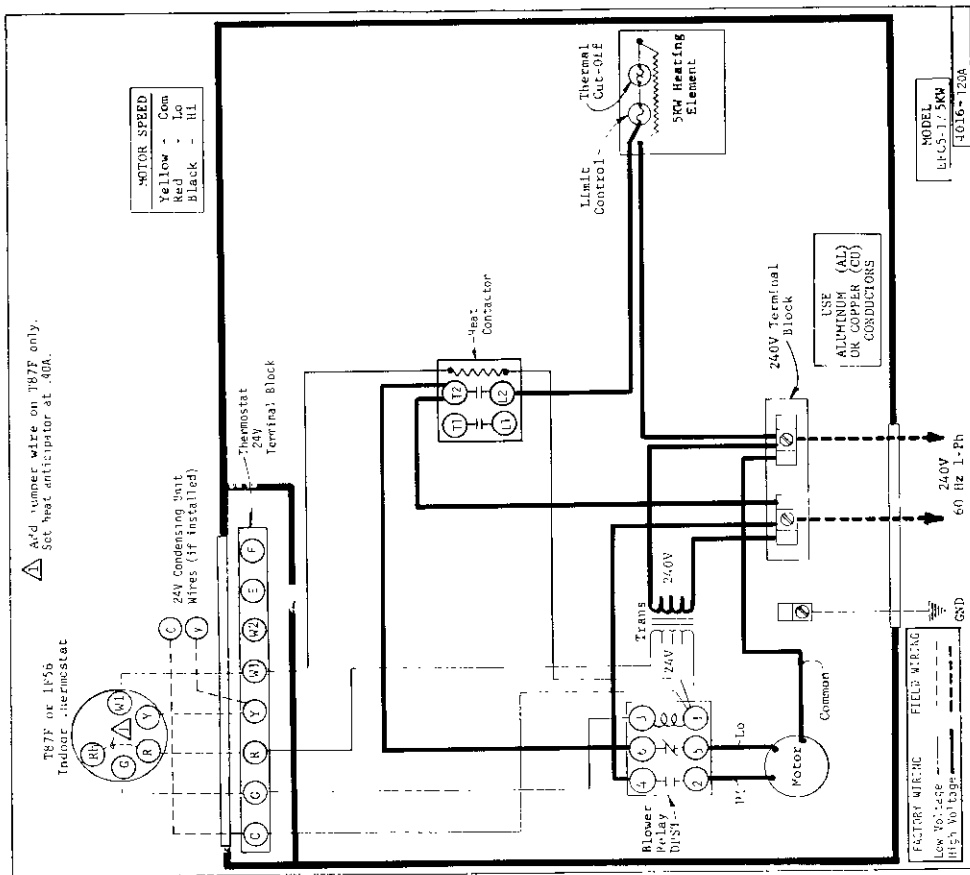 Add jumper wire on T87F only.
Set heat anticipator at .40A.
MOTOR SPEED
Yellow - Com
Red - Lo
Black - Hi
T87F or 1F56
Indoor Thermostat
RH
W1
G
R
Y
C
Y
24V Condensing Unit
Wires (if installed)
C
G
R
Y
W1
W2
E
F
Thermostat
24V
Terminal Block
Heat
Contactor
T1
T2
L1
L2
Limit
Control
Thermal
Cut-Off
5KW Heating
Element
Trans
24V
240V
Blower
Relay
DPST
4
6
3
2
5
1
Hi
Lo
Motor
Common
240V Terminal
Block
USE
ALUMINUM (AL)
OR COPPER (CU)
CONDUCTORS
GND
240V
60 Hz 1-Ph
FACTORY WIRING
FIELD WIRING
Low Voltage
High Voltage
MODEL
4016-120A